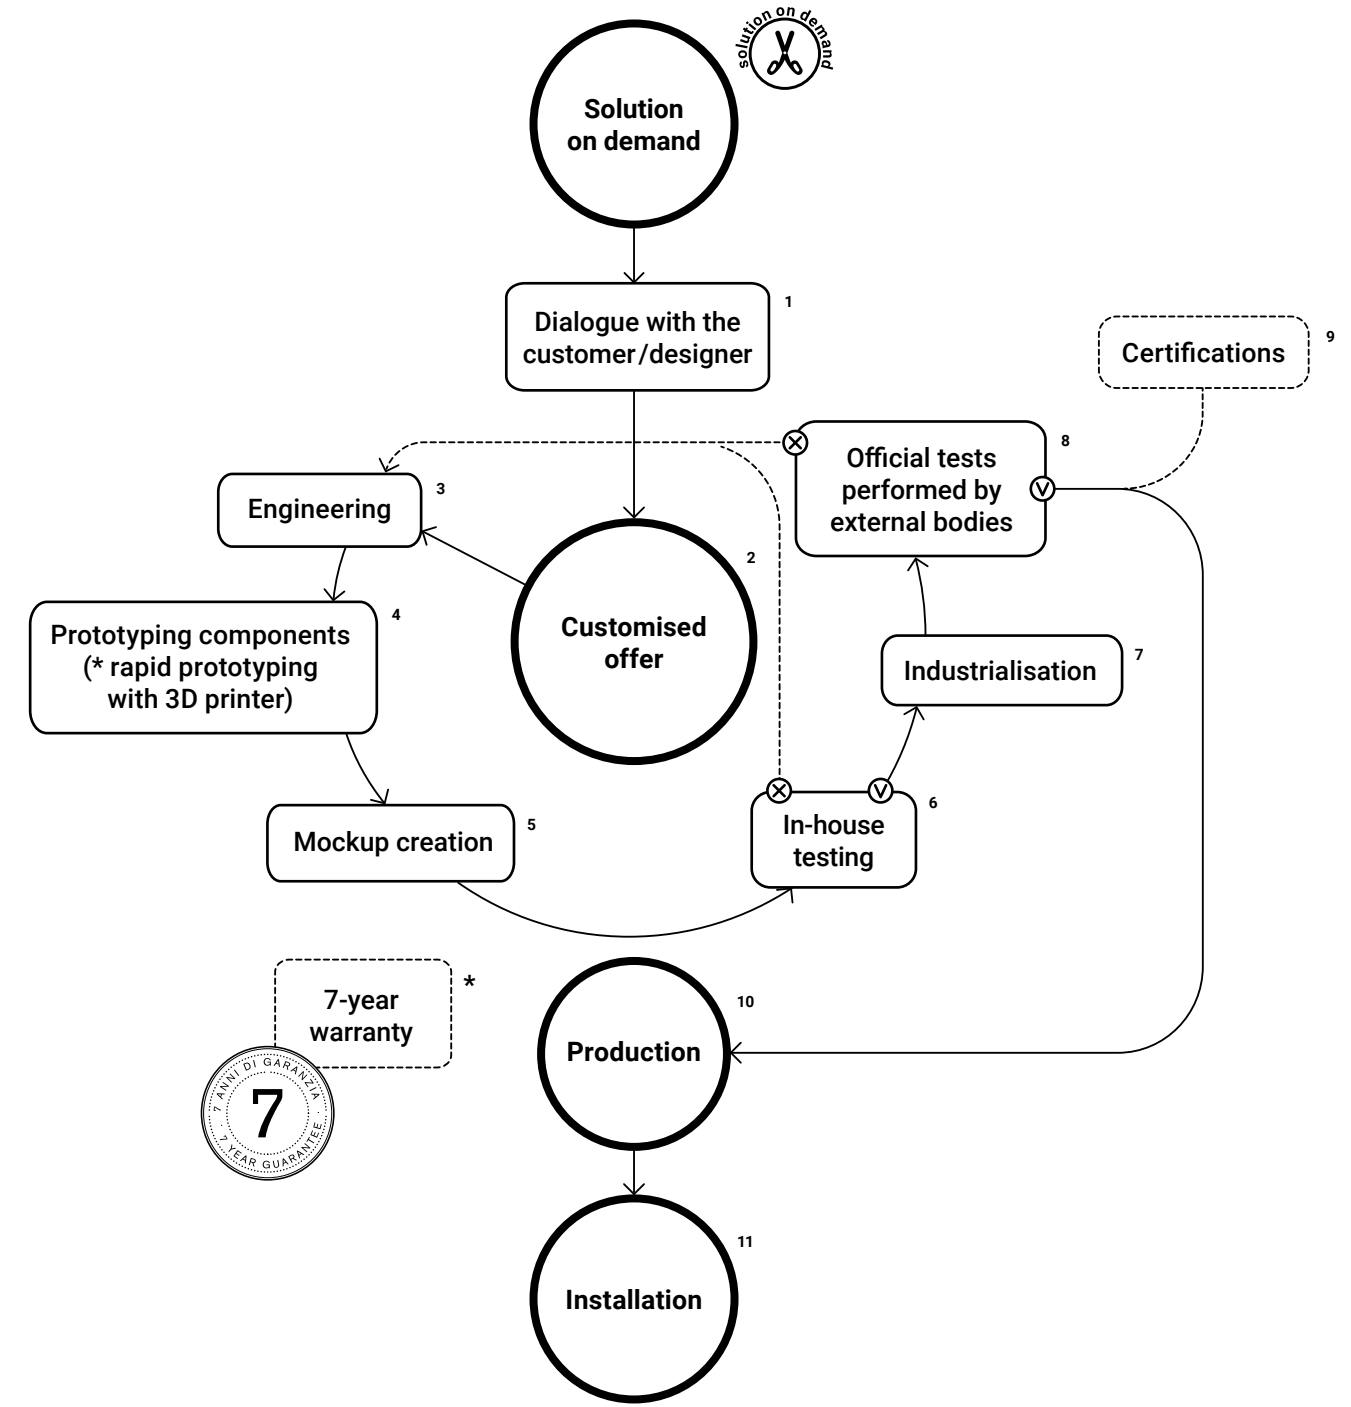 solution on demand
Solution
on demand
1
Dialogue with the
customer/designer
9
Certifications
8
Official tests
performed by
external bodies
3
Engineering
2
Customised
offer
4
Prototyping components
(* rapid prototyping
with 3D printer)
7
Industrialisation
5
Mockup creation
6
In-house
testing
7-year
warranty
*
7 ANNI DI GARANZIA ·
7
7 YEAR GUARANTEE ·
10
Production
11
Installation